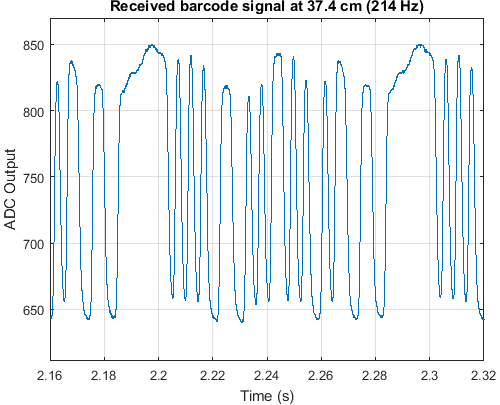 Received barcode signal at 37.4 cm (214 Hz)
850
800
750
700
650
ADC Output
2.16 2.18 2.2 2.22 2.24 2.26 2.28 2.3 2.32
Time (s)